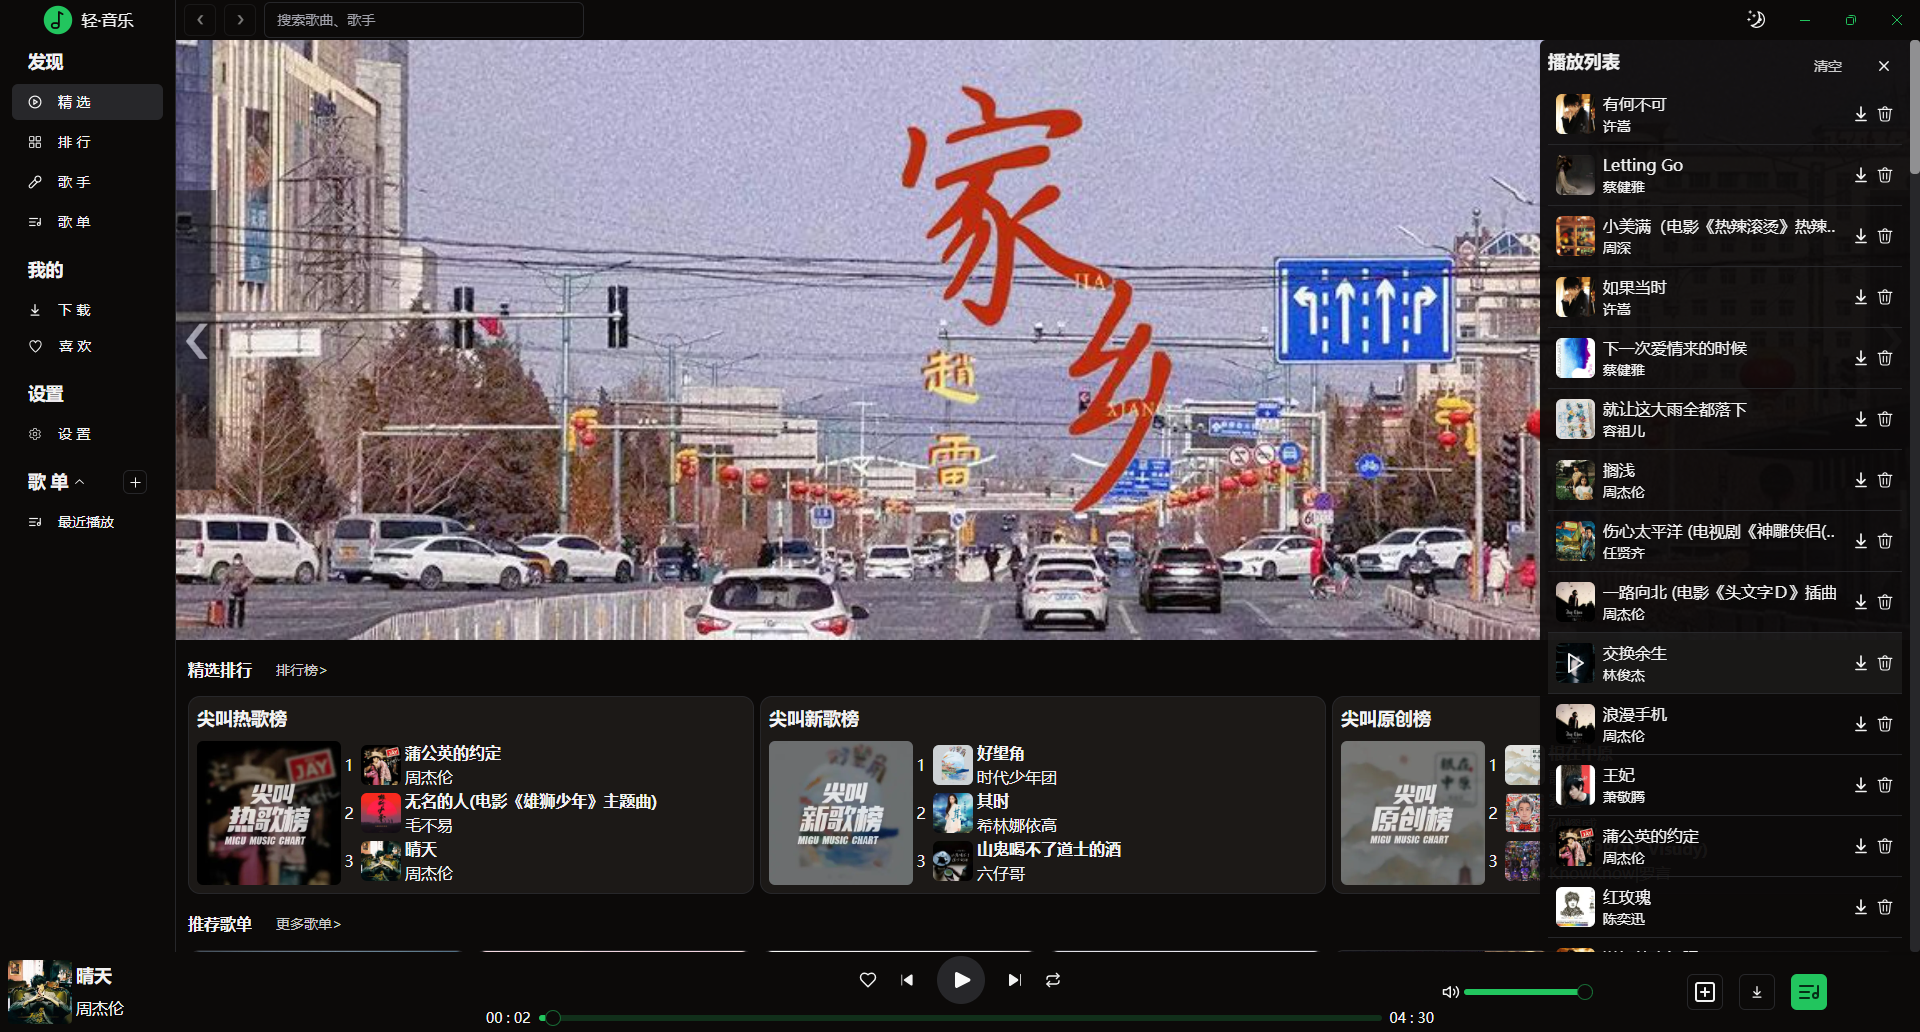 轻·音乐
搜索歌曲、歌手
发现
精选
排行
歌手
歌单
我的
下载
喜欢
设置
设置
歌单
最近播放
家
JIA
乡
XIANG
赵
雷
精选排行 排行榜>
尖叫热歌榜
JAY
尖叫
热歌榜
MIGU MUSIC CHART
1 蒲公英的约定
周杰伦
2 无名的人(电影《雄狮少年》主题曲)
毛不易
3 晴天
周杰伦
尖叫新歌榜
尖叫
新歌榜
MIGU MUSIC CHART
1 好望角
时代少年团
2 其时
希林娜依高
3 山鬼喝不了道士的酒
六仔哥
尖叫原创榜
尖叫
原创榜
MIGU MUSIC CHART
1
2
3
推荐歌单 更多歌单>
播放列表 清空
有何不可
许嵩
Letting Go
蔡健雅
小美满（电影《热辣滚烫》热辣..
周深
如果当时
许嵩
下一次爱情来的时候
蔡健雅
就让这大雨全都落下
容祖儿
搁浅
周杰伦
伤心太平洋 (电视剧《神雕侠侣(..
任贤齐
一路向北 (电影《头文字D》插曲
周杰伦
交换余生
林俊杰
浪漫手机
周杰伦
王妃
萧敬腾
蒲公英的约定
周杰伦
红玫瑰
陈奕迅
晴天
周杰伦
00 : 02
04 : 30